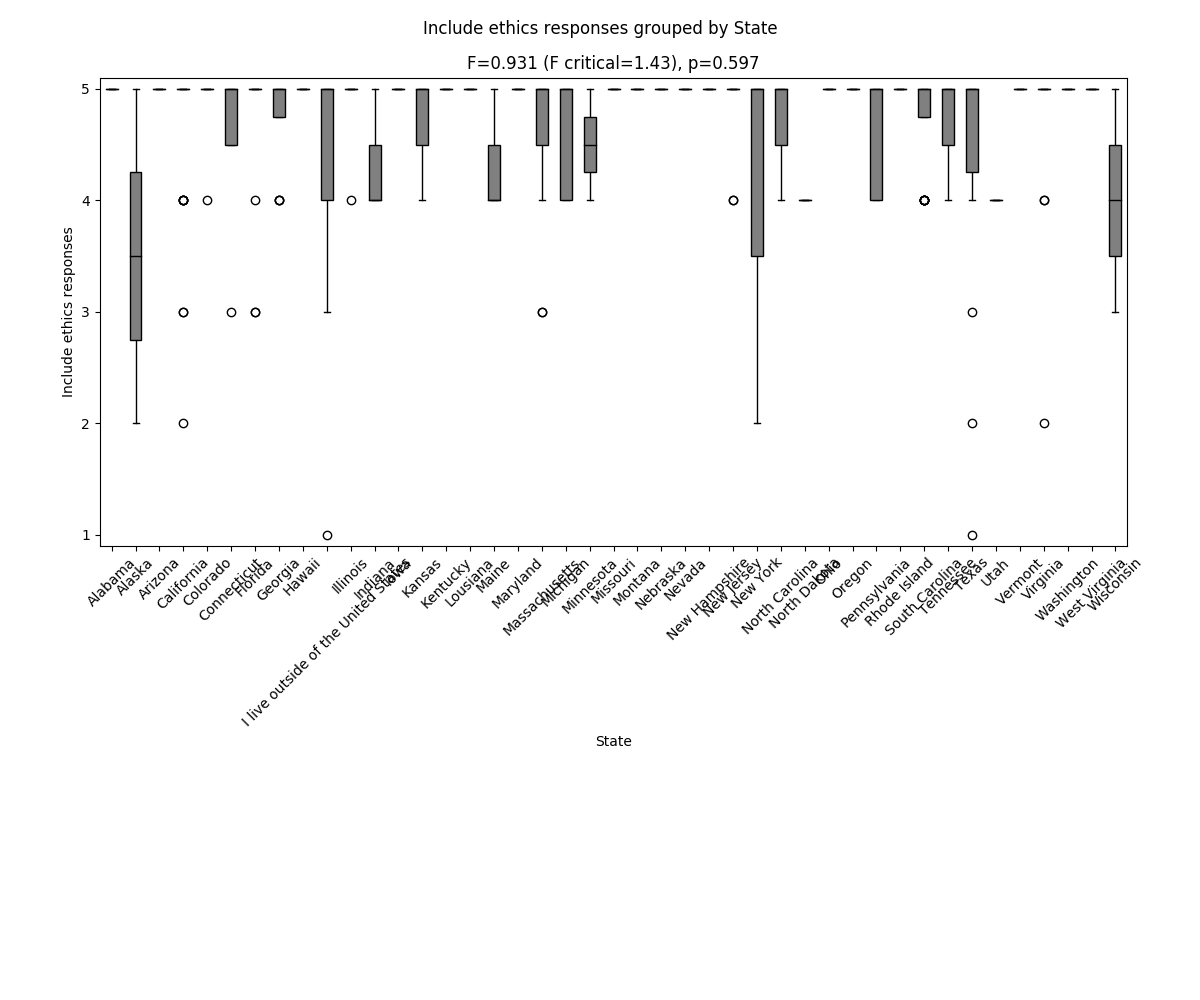 Include ethics responses grouped by State
F=0.931 (F critical=1.43), p=0.597
Include ethics responses
5
4
3
2
1
Alabama
Alaska
Arizona
California
Colorado
Connecticut
Florida
Georgia
Hawaii
I live outside of the United States
Illinois
Indiana
Iowa
Kansas
Kentucky
Lousiana
Maine
Maryland
Massachusetts
Michigan
Minnesota
Missouri
Montana
Nebraska
Nevada
New Hampshire
New Jersey
New York
North Carolina
North Dakota
Ohio
Oregon
Pennsylvania
Rhode Island
South Carolina
Tennessee
Texas
Utah
Vermont
Virginia
Washington
West Virginia
Wisconsin
State